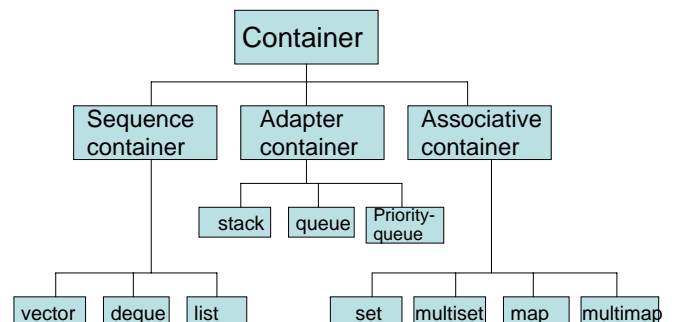 Container
Sequence
container
Adapter
container
Associative
container
stack
queue
Priority-
queue
vector
deque
list
set
multiset
map
multimap